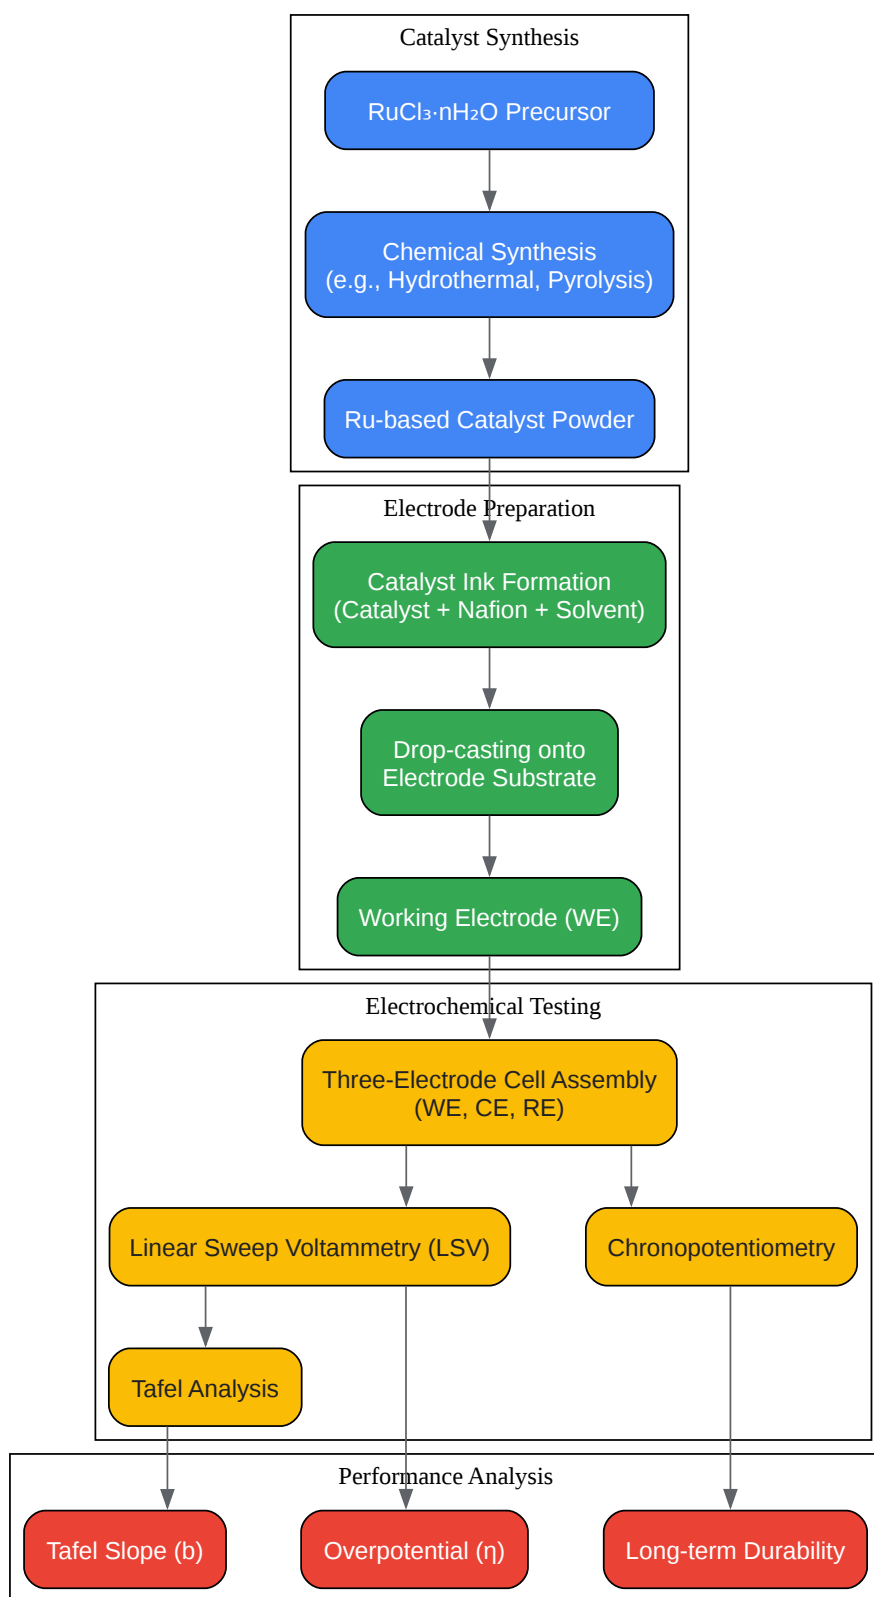 Catalyst Synthesis
RuCl₃·nH₂O Precursor
Chemical Synthesis
(e.g., Hydrothermal, Pyrolysis)
Ru-based Catalyst Powder
Electrode Preparation
Catalyst Ink Formation
(Catalyst + Nafion + Solvent)
Drop-casting onto
Electrode Substrate
Working Electrode (WE)
Electrochemical Testing
Three-Electrode Cell Assembly
(WE, CE, RE)
Linear Sweep Voltammetry (LSV)
Chronopotentiometry
Tafel Analysis
Performance Analysis
Tafel Slope (b)
Overpotential (η)
Long-term Durability